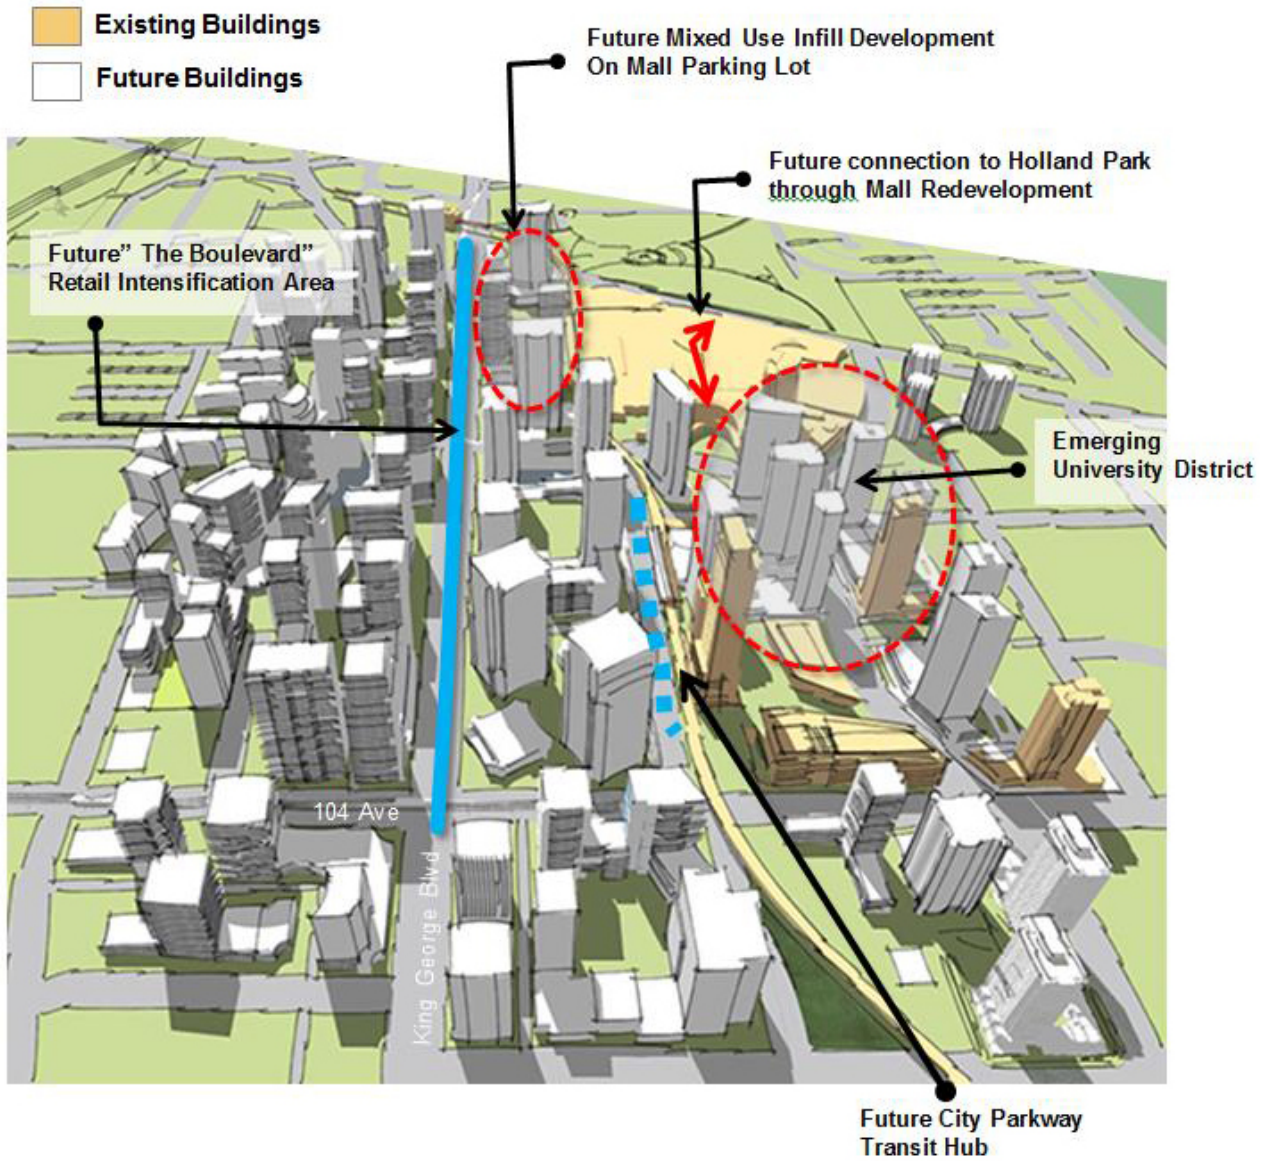 Existing Buildings
Future Buildings
Future Mixed Use Infill Development
On Mall Parking Lot
Future connection to Holland Park
through Mall Redevelopment
Future” The Boulevard”
Retail Intensification Area
Emerging
University District
104 Ave
King George Blvd
Future City Parkway
Transit Hub